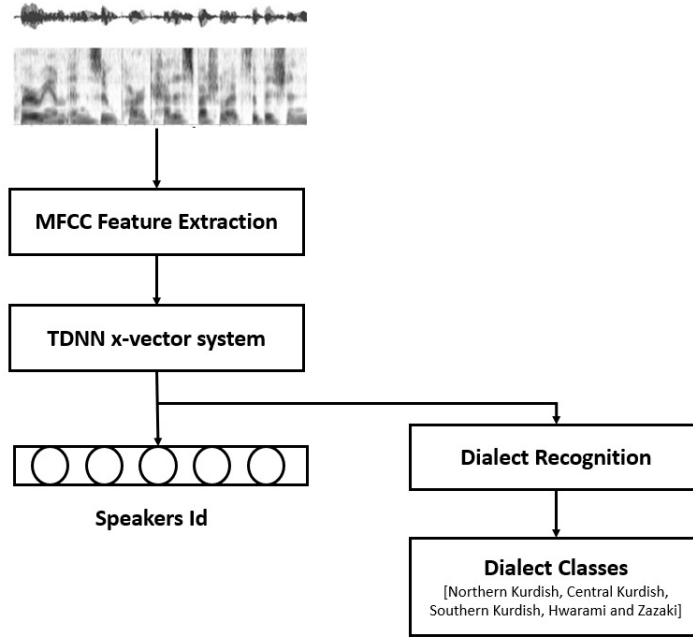 MFCC Feature Extraction
TDNN x-vector system
Speakers Id
Dialect Recognition
Dialect Classes
[Northern Kurdish, Central Kurdish,
Southern Kurdish, Hwarami and Zazaki]